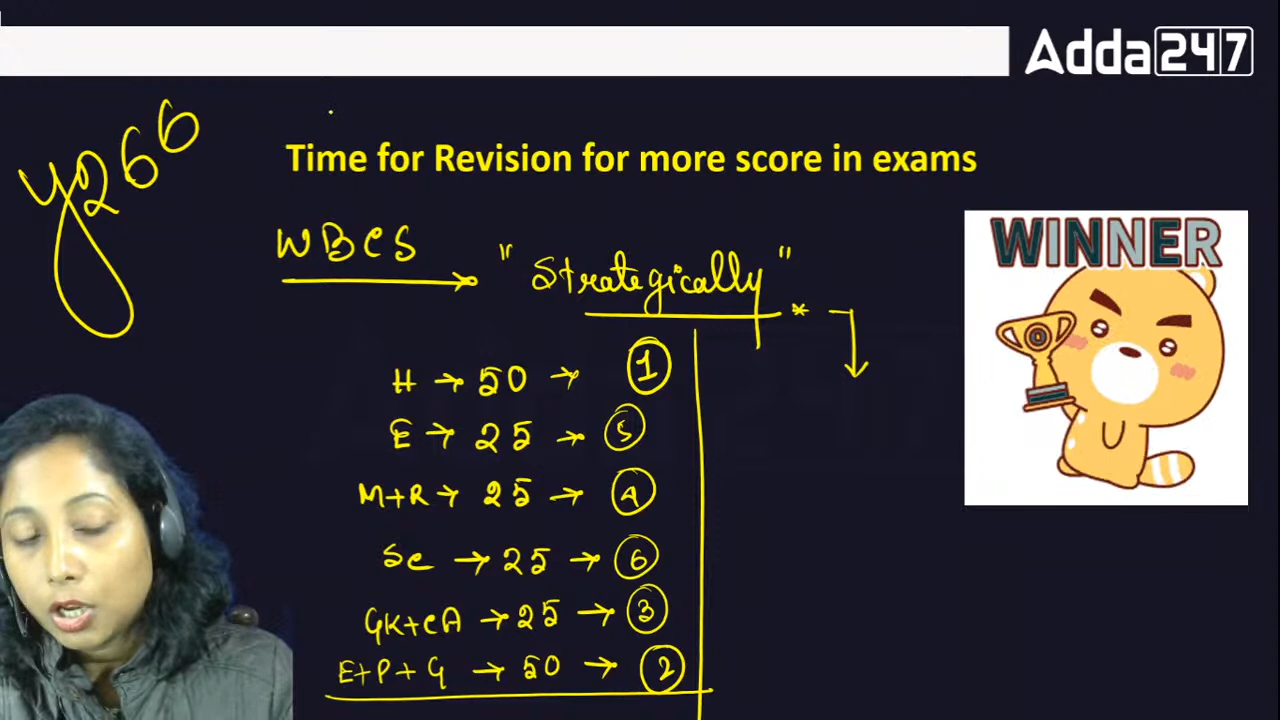 Adda247
y266
Time for Revision for more score in exams
WBCS → "Strategically" *
WINNER
H → 50 → 1
E → 25 → 5
M+R → 25 → 4
Sc → 25 → 6
GK+CA → 25 → 3
E+P+G → 50 → 2